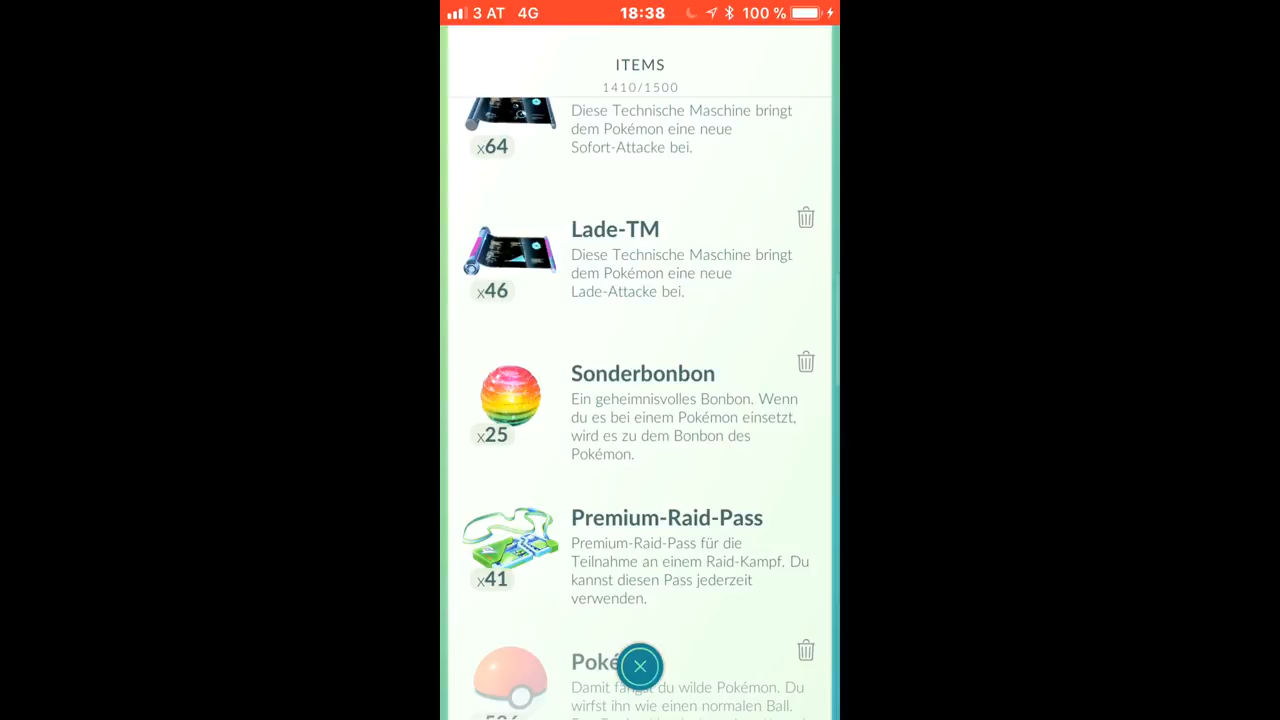 3 AT 4G 18:38 100 %
ITEMS
1410/1500
Diese Technische Maschine bringt
dem Pokémon eine neue
Sofort-Attacke bei.
x64
Lade-TM
Diese Technische Maschine bringt
dem Pokémon eine neue
Lade-Attacke bei.
x46
Sonderbonbon
Ein geheimnisvolles Bonbon. Wenn
du es bei einem Pokémon einsetzt,
wird es zu dem Bonbon des
Pokémon.
x25
Premium-Raid-Pass
Premium-Raid-Pass für die
Teilnahme an einem Raid-Kampf. Du
kannst diesen Pass jederzeit
verwenden.
x41
Damit fängst du wilde Pokémon. Du
wirfst ihn wie einen normalen Ball.